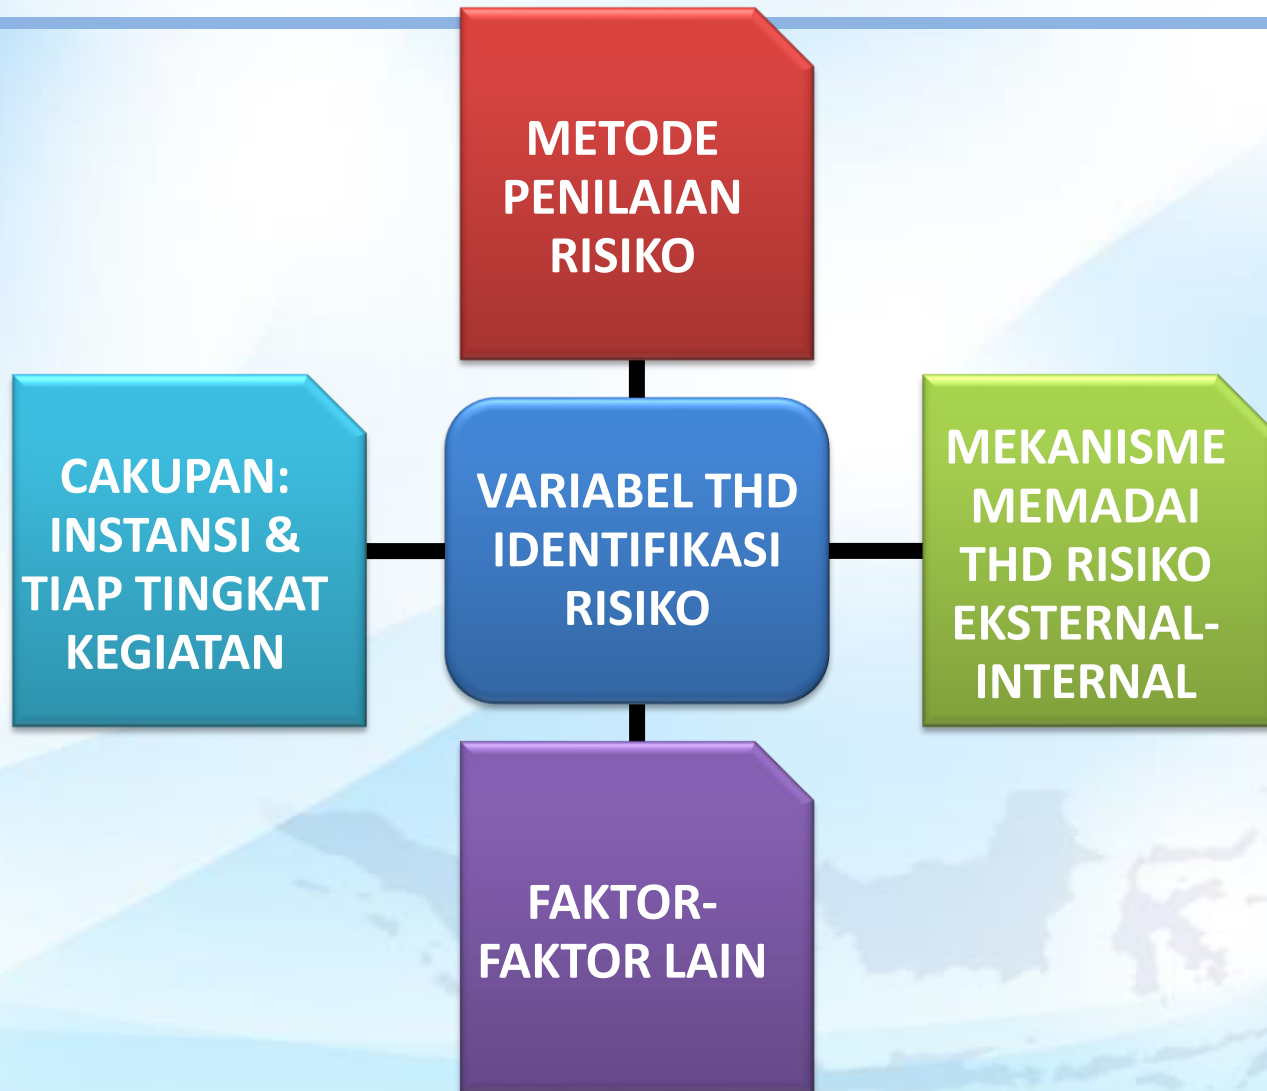 METODE
PENILAIAN
RISIKO
CAKUPAN:
INSTANSI &
TIAP TINGKAT
KEGIATAN
VARIABEL THD
IDENTIFIKASI
RISIKO
MEKANISME
MEMADAI
THD RISIKO
EKSTERNAL-
INTERNAL
FAKTOR-
FAKTOR LAIN